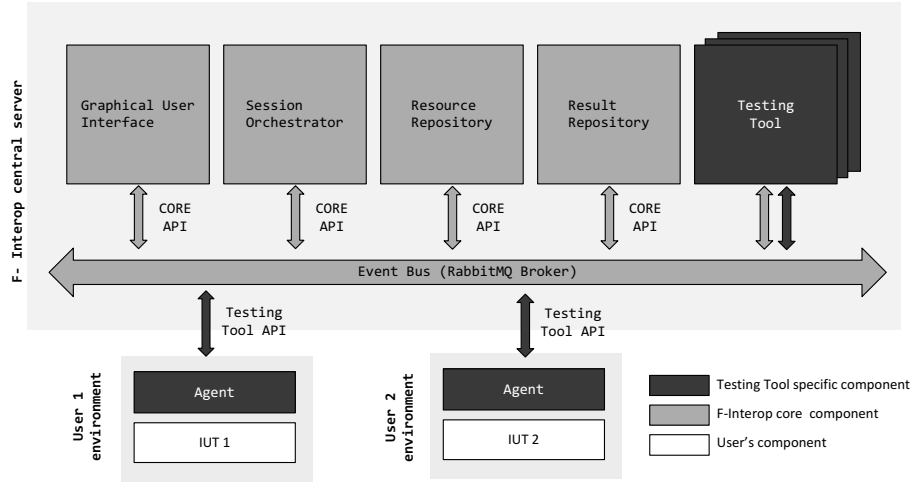 F- Interop central server
Graphical User
Interface
Session
Orchestrator
Resource
Repository
Result
Repository
Testing
Tool
CORE
API
CORE
API
CORE
API
CORE
API
Event Bus (RabbitMQ Broker)
Testing
Tool API
Testing
Tool API
User 1
environment
Agent
IUT 1
User 2
environment
Agent
IUT 2
Testing Tool specific component
F-Interop core component
User's component